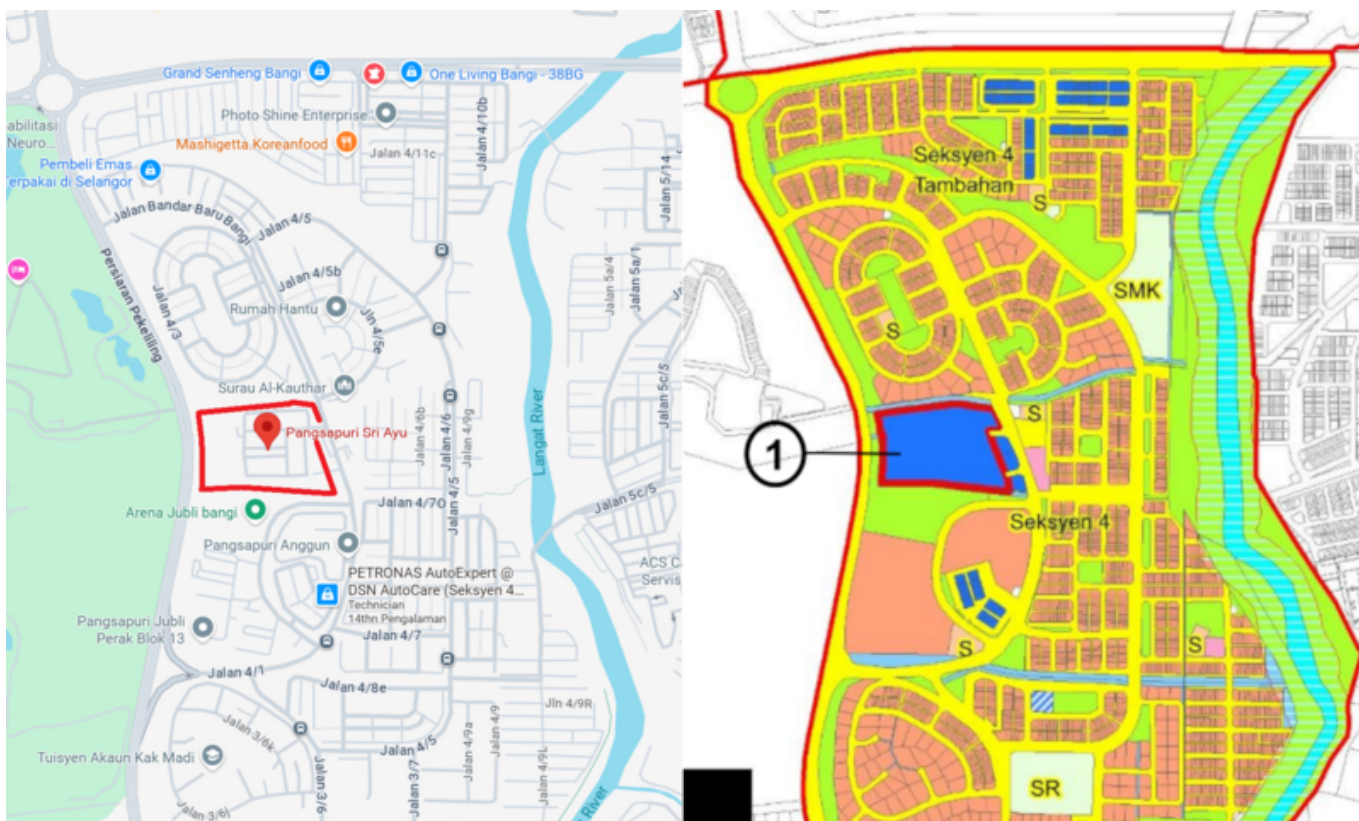 Grand Senheng Bangi
One Living Bangi - 38BG
Photo Shine Enterprise
Jalan 4/10b
abilitasi
Neuro...
Mashigetta Koreanfood
Jalan 4/11c
Pembeli Emas
Terpakai di Selangor
Jalan 5/14
Jalan Bandar Baru Bangi
Jalan 4/5
Persiaran Pekeliling
Jalan 4/3
Jalan 4/5b
Rumah Hantu
Jln 4/5e
Jalan 5a/4
Jalan 5a/1
Surau Al-Kauthar
Langat River
Jalan 4/6b
Jalan 4/6
Jalan 4/9g
Jalan 5c/5
Pangsapuri Sri Ayu
Jalan 4/7O
Jalan 4/5
Jalan 5c/5
Arena Jubli bangi
Pangsapuri Anggun
ACS C
Servis
PETRONAS AutoExpert @
DSN AutoCare (Seksyen 4...
Technician
14thn Pengalaman
Pangsapuri Jubli
Perak Blok 13
Jalan 4/7
Jalan 4/1
Jalan 4/8e
Jln 4/9R
Jalan 3/6k
Jalan 4/5
Jalan 4/9a
Jalan 4/9
Jalan 4/9L
Tuisyen Akaun Kak Madi
Jalan 3/7
Jalan 3/6
Jalan 3/6j
River
Seksyen 4
Tambahan
S
SMK
S
S
1
Seksyen 4
S
S
SR